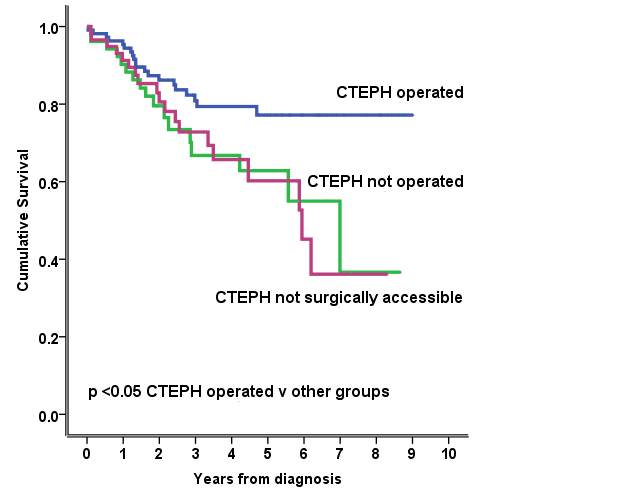 1.0
0.8
0.6
0.4
0.2
0.0
Cumulative Survival
CTEPH operated
CTEPH not operated
CTEPH not surgically accessible
p <0.05 CTEPH operated v other groups
0 1 2 3 4 5 6 7 8 9 10
Years from diagnosis